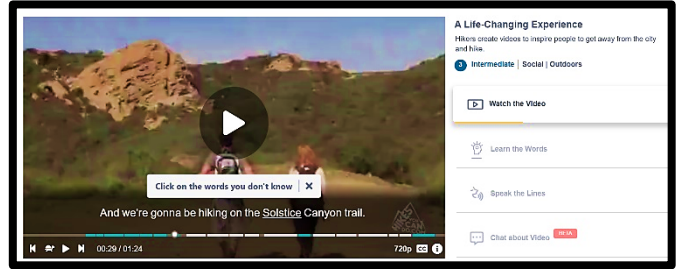 A Life-Changing Experience
Hikers create videos to inspire people to get away from the city
and hike.
3 Intermediate | Social | Outdoors
Watch the Video
Learn the Words
Speak the Lines
Chat about Video
Click on the words you don't know
And we're gonna be hiking on the Solstice Canyon trail.
00:29 / 01:24
720p CC